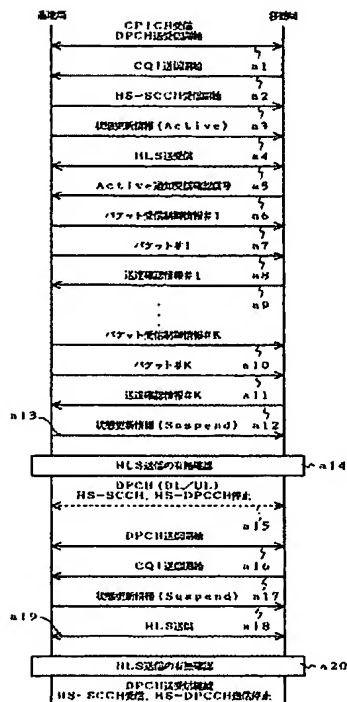 基地局 移動局
CPICH受信
DPCH送受信開始
a1
CQI送信開始
a2
HS-SCCH受信開始
a3
状態更新情報(Active)
a4
HLS送受信
a5
Active通知受信確認信号
a6
パケット受信制御情報#1
a7
パケット#1
a8
送達確認情報#1
a9
パケット受信制御情報#K
パケット#K
a10
送達確認情報#K
a11
a13
状態更新情報(Suspend)
a12
HLS送信の有無確認
a14
DPCH(DL/UL)
HS-SCCH, HS-DPCCH停止
a15
DPCH送信開始
a16
CQI送信開始
a17
状態更新情報(Suspend)
a18
a19
HLS送信
HLS送信の有無確認
a20
DPCH送受信継続
HS-SCCH受信, HS-DPCCH送信停止